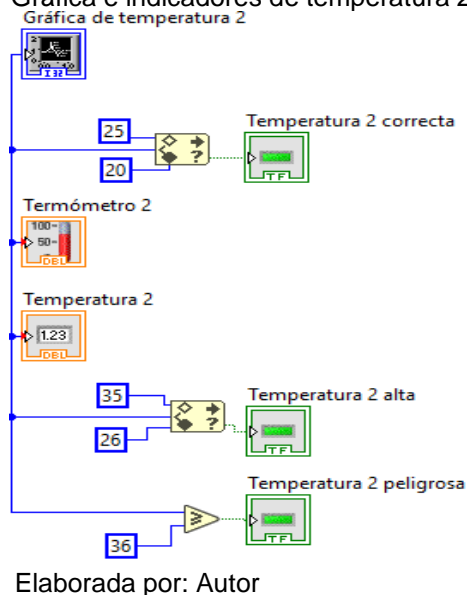 Gráfica e indicadores de temperatura 2
Gráfica de temperatura 2
I32
25
20
Temperatura 2 correcta
TF
Termómetro 2
100
50
DBL
Temperatura 2
1.23
DBL
35
26
Temperatura 2 alta
TF
36
Temperatura 2 peligrosa
TF
Elaborada por: Autor